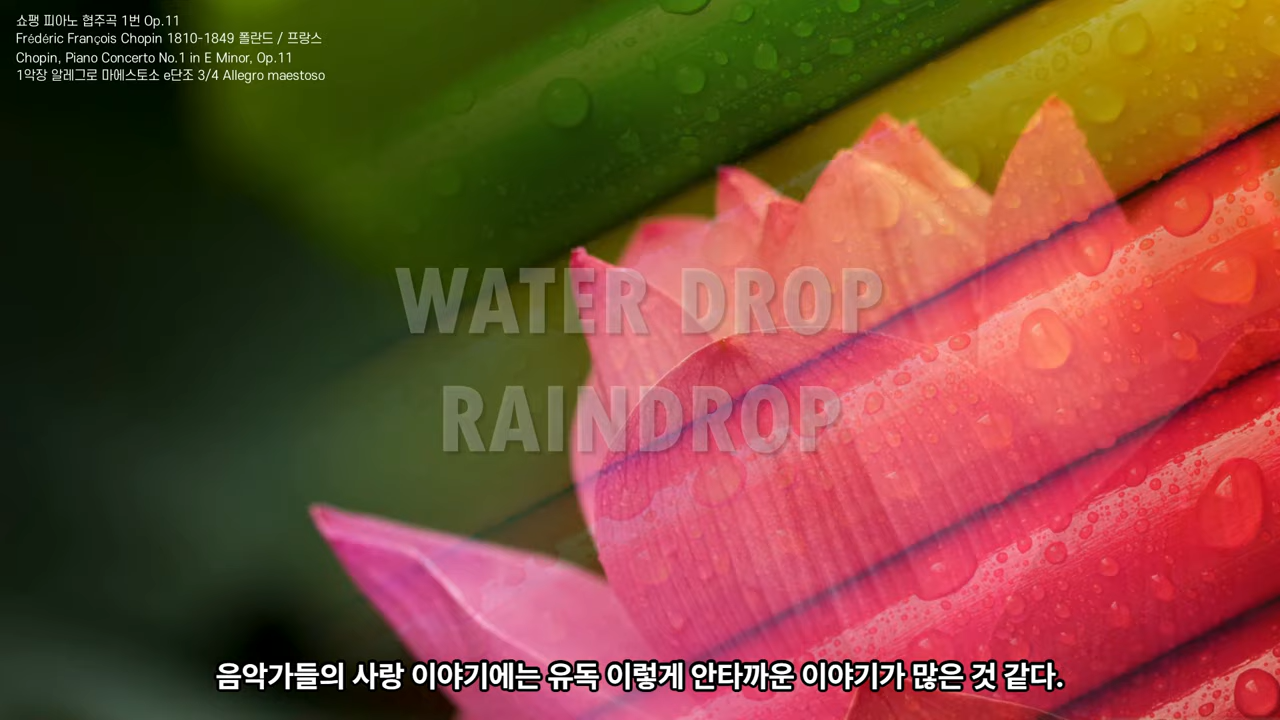 쇼팽 피아노 협주곡 1번 Op.11
Frédéric François Chopin 1810-1849 폴란드 / 프랑스
Chopin, Piano Concerto No.1 in E Minor, Op.11
1악장 알레그로 마에스토소 e단조 3/4 Allegro maestoso
WATER DROP
RAINDROP
음악가들의 사랑 이야기에는 유독 이렇게 안타까운 이야기가 많은 것 같다.